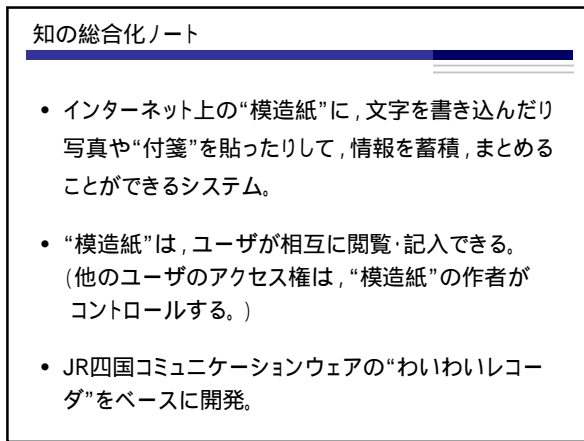 知の総合化ノート
• インターネット上の“模造紙”に,文字を書き込んだり
写真や“付箋”を貼ったりして,情報を蓄積,まとめる
ことができるシステム。
• “模造紙”は,ユーザが相互に閲覧･記入できる。
(他のユーザのアクセス権は,“模造紙”の作者が
コントロールする。)
• JR四国コミュニケーションウェアの“わいわいレコー
ダ”をベースに開発。